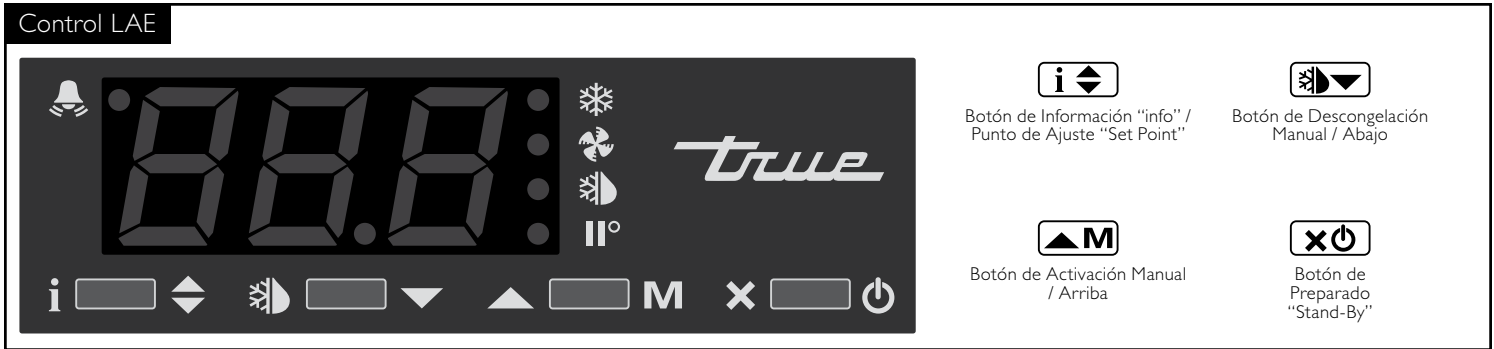 Control LAE
true
II°
i
M
i
Botón de Información “info” /
Punto de Ajuste “Set Point”
Botón de Descongelación
Manual / Abajo
M
Botón de Activación Manual
/ Arriba
Botón de
Preparado
“Stand-By”